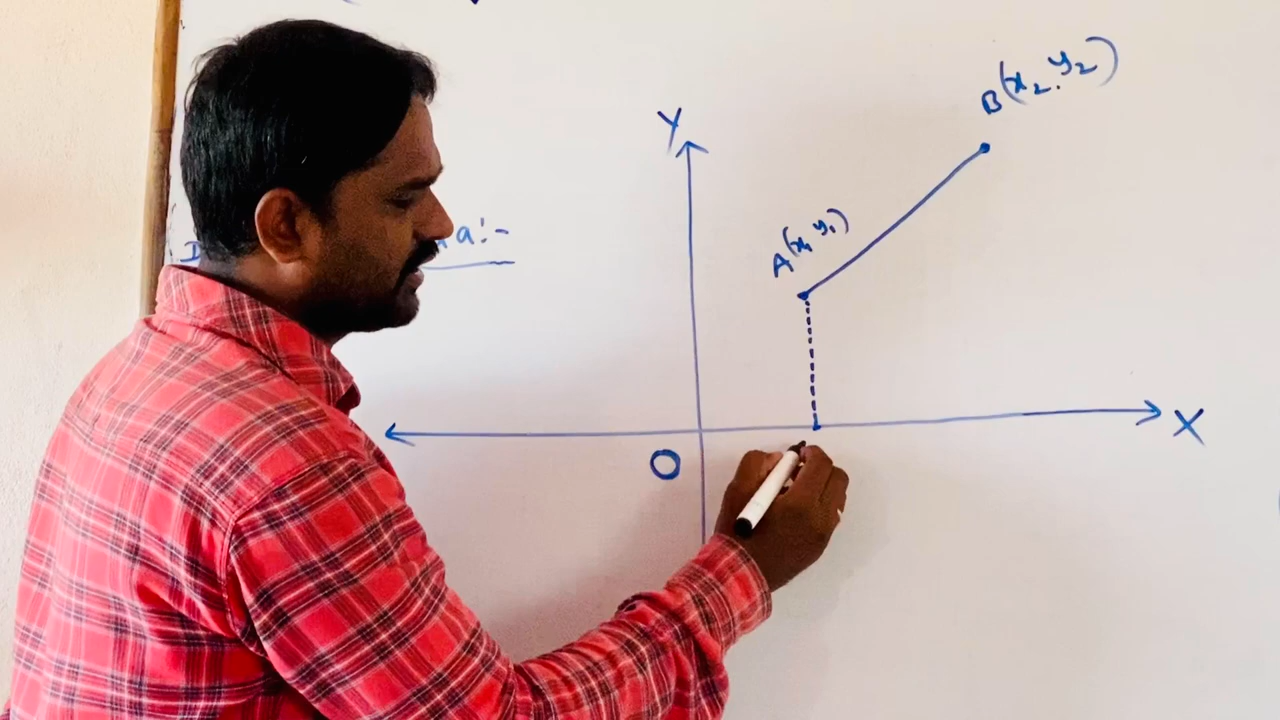 B(x₂, y₂)
Y
A(x₁ y₁)
a:-
X
O